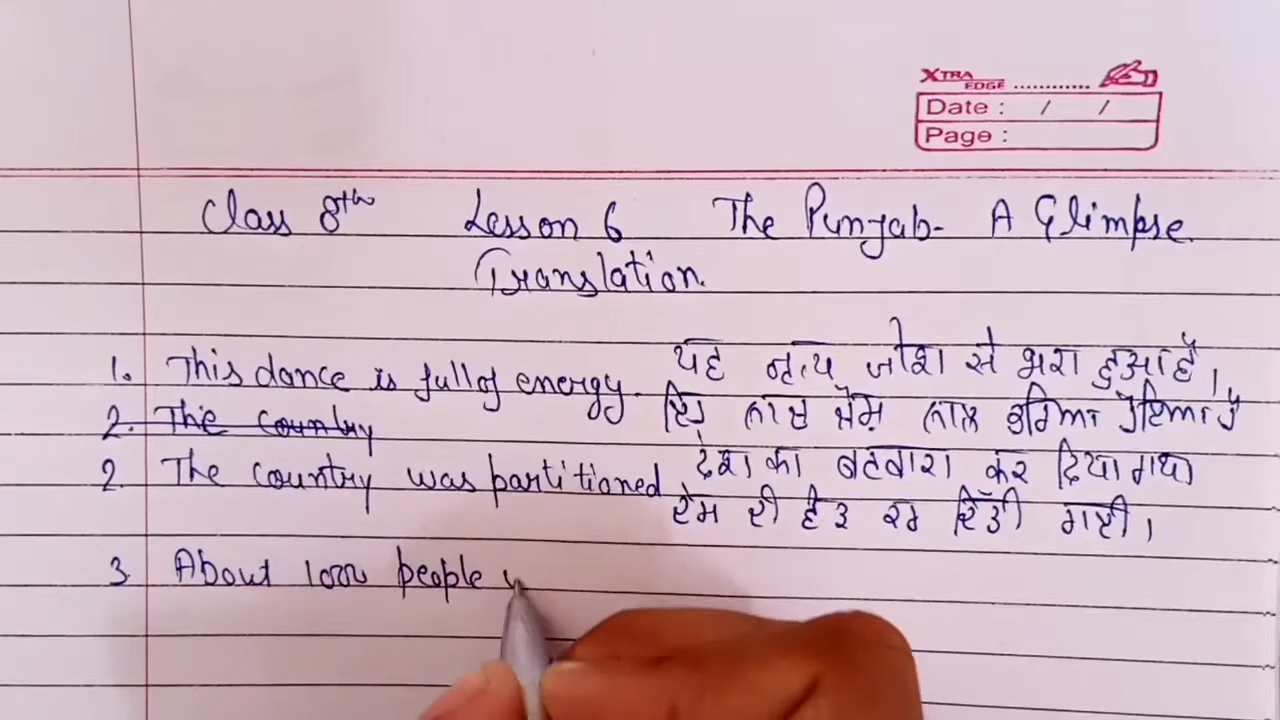 XTRA EDGE ............
Date : / /
Page :
Class 8th Lesson 6 The Punjab- A Glimpse
Translation.
1. This dance is full of energy. यह नृत्य जोश से भरा हुआ है।
2. The country ਇਹ ਨਾਚ ਜੋਸ਼ ਨਾਲ ਭਰਿਆ ਹੋਇਆ ਹੈ
2. The country was partitioned देश का बटवारा कर दिया गया
ਦੇਸ਼ ਦੀ ਵੰਡ ਕਰ ਦਿੱਤੀ ਗਈ।
3. About 1000 people